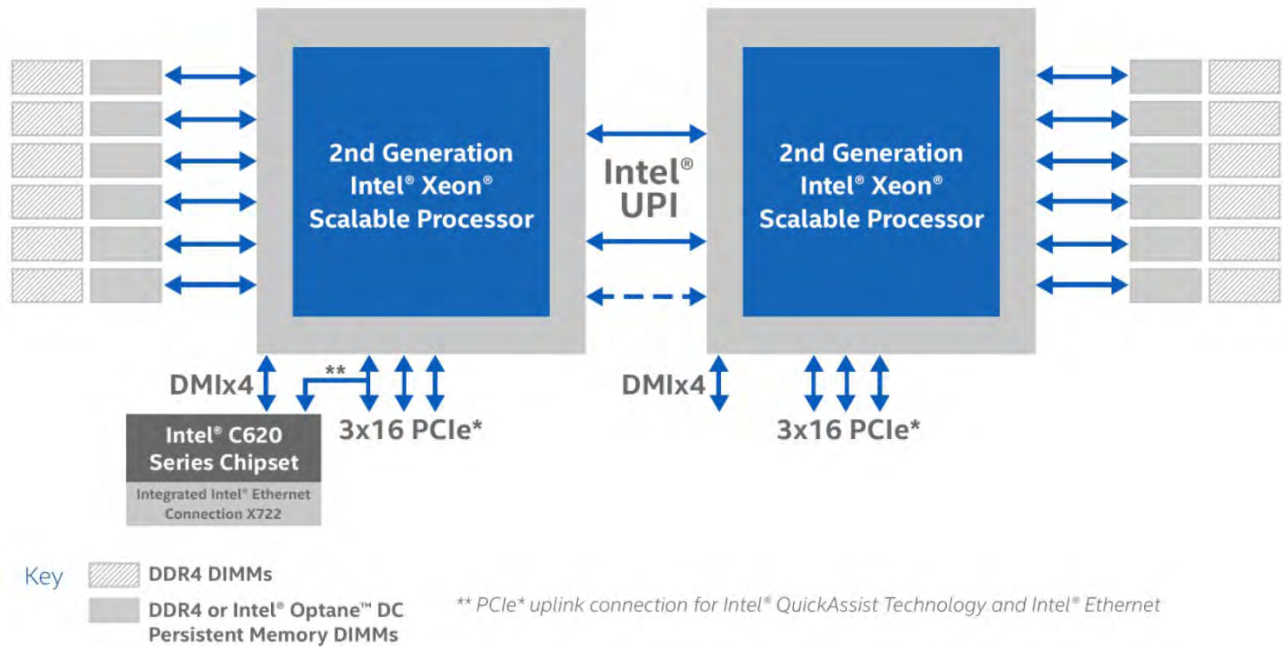 2nd Generation
Intel® Xeon®
Scalable Processor
Intel®
UPI
2nd Generation
Intel® Xeon®
Scalable Processor
DMIx4
**
3x16 PCIe*
DMIx4
3x16 PCIe*
Intel® C620
Series Chipset
Integrated Intel® Ethernet
Connection X722
Key
DDR4 DIMMs
DDR4 or Intel® Optane™ DC
Persistent Memory DIMMs
** PCIe* uplink connection for Intel® QuickAssist Technology and Intel® Ethernet